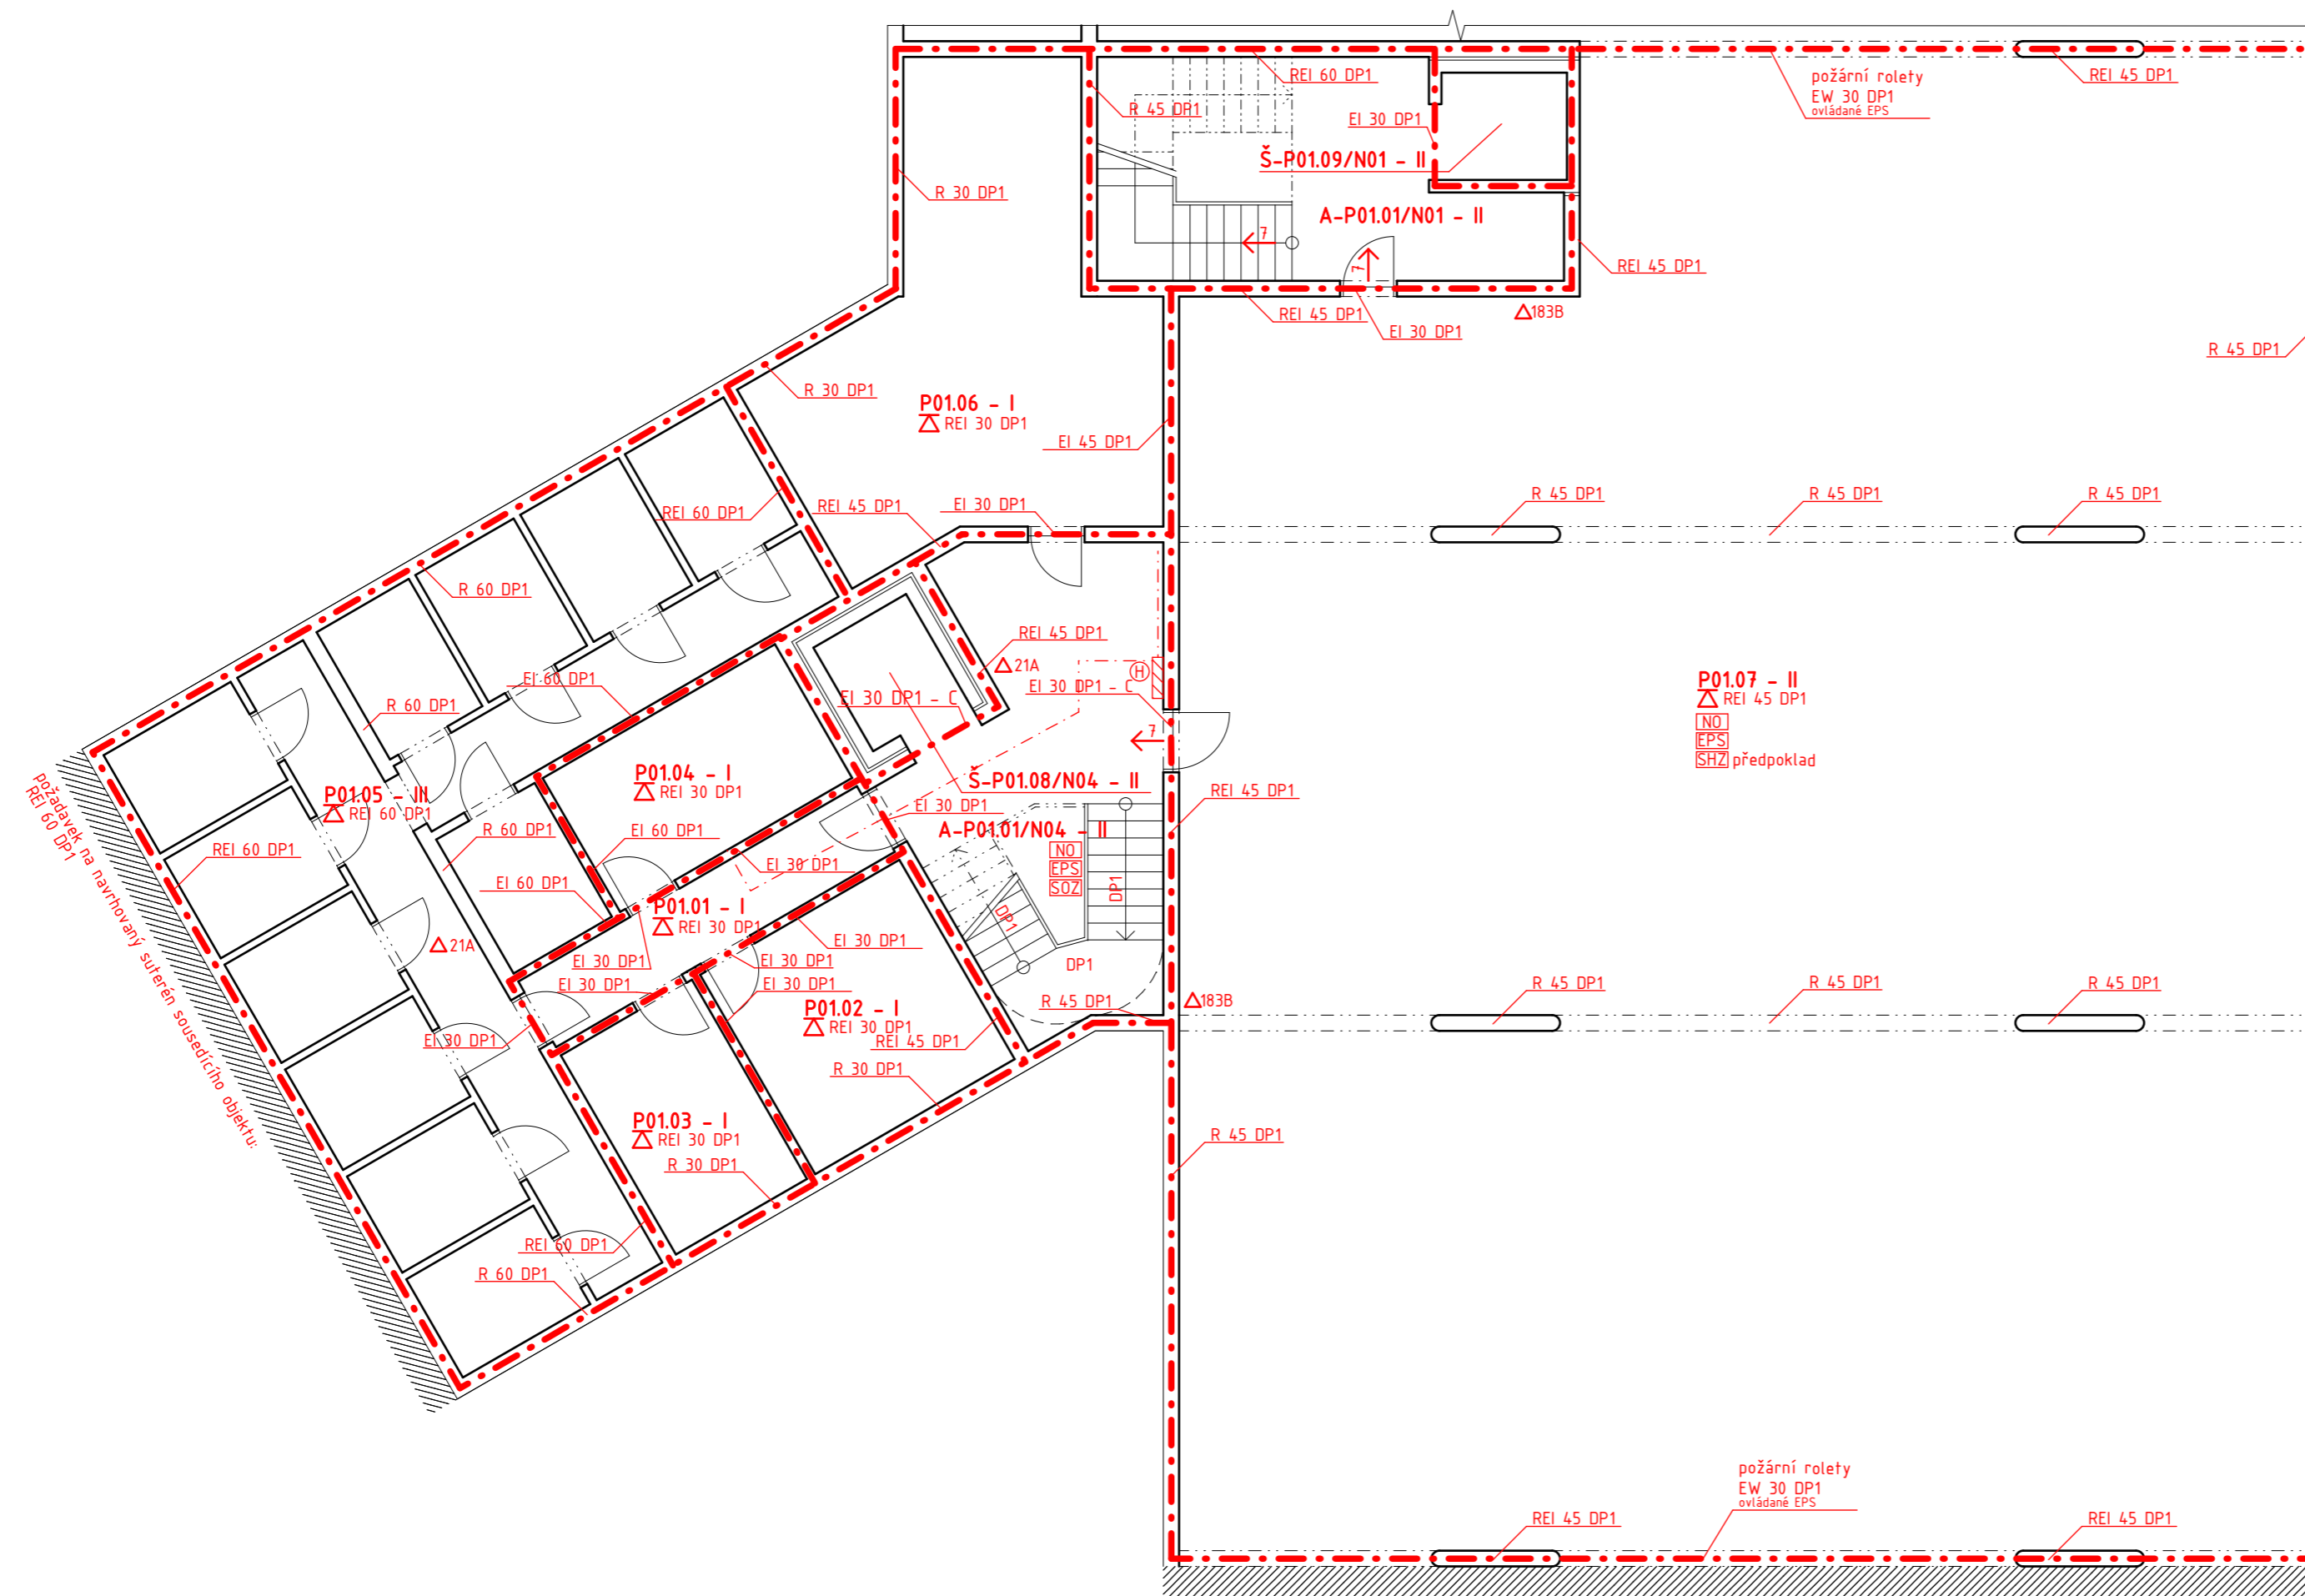 REI 60 DP1
požární rolety
EW 30 DP1
ovládané EPS
REI 45 DP1
R 45 DP1
EI 30 DP1
Š-P01.09/N01 - II
R 30 DP1
A-P01.01/N01 - II
7
7
REI 45 DP1
REI 45 DP1
183B
EI 30 DP1
R 45 DP1
R 30 DP1
P01.06 - I
REI 30 DP1
EI 45 DP1
REI 60 DP1
REI 45 DP1
EI 30 DP1
R 45 DP1
R 45 DP1
R 45 DP1
R 60 DP1
REI 45 DP1
21A
H
EI 30 DP1 - C
EI 60 DP1
EI 30 DP1 - C
R 60 DP1
P01.07 - II
REI 45 DP1
NO
EPS
SHZ předpoklad
7
P01.04 - I
REI 30 DP1
Š-P01.08/N04 - II
P01.05 - III
REI 60 DP1
požadavek na navrhovaný suterén sousedícího objektu:
REI 60 DP1
REI 45 DP1
EI 30 DP1
R 60 DP1
EI 60 DP1
A-P01.01/N04 - II
NO
EPS
SOZ
REI 60 DP1
EI 30 DP1
EI 60 DP1
DP1
DP1
P01.01 - I
REI 30 DP1
21A
EI 30 DP1
EI 30 DP1
EI 30 DP1
DP1
EI 30 DP1
EI 30 DP1
R 45 DP1
183B
R 45 DP1
R 45 DP1
R 45 DP1
P01.02 - I
REI 30 DP1
EI 30 DP1
REI 45 DP1
R 30 DP1
P01.03 - I
REI 30 DP1
R 45 DP1
R 30 DP1
REI 60 DP1
R 60 DP1
požární rolety
EW 30 DP1
ovládané EPS
REI 45 DP1
REI 45 DP1